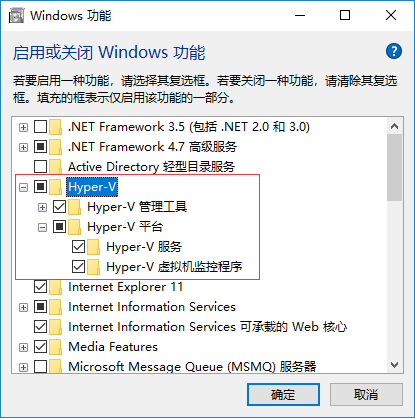 Windows 功能
启用或关闭 Windows 功能
若要启用一种功能，请选择其复选框。若要关闭一种功能，请清除其复选
框。填充的框表示仅启用该功能的一部分。
.NET Framework 3.5 (包括 .NET 2.0 和 3.0)
.NET Framework 4.7 高级服务
Active Directory 轻型目录服务
Hyper-V
Hyper-V 管理工具
Hyper-V 平台
Hyper-V 服务
Hyper-V 虚拟机监控程序
Internet Explorer 11
Internet Information Services
Internet Information Services 可承载的 Web 核心
Media Features
Microsoft Message Queue (MSMQ) 服务器
确定
取消